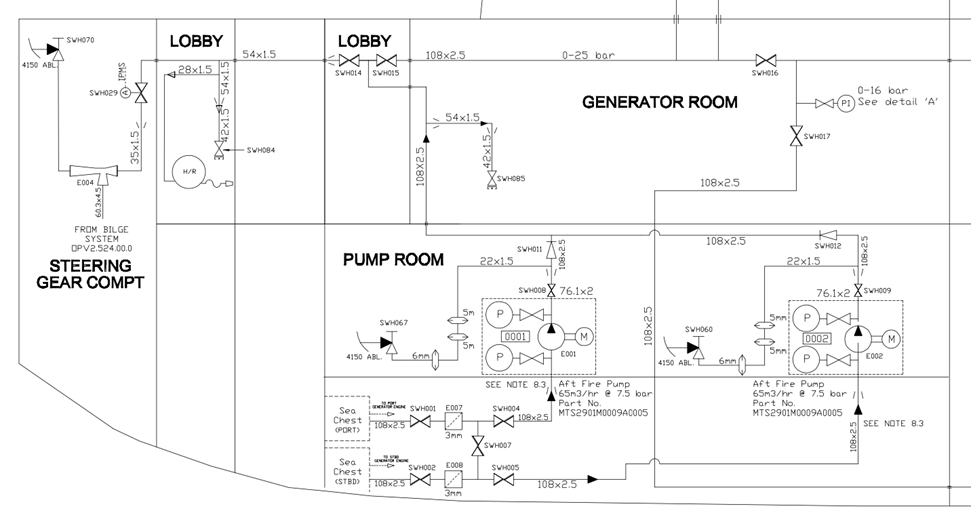 SWH070
4150 ABL.
IPMS
A
SWH029
35x1.5
E004
60.3x4.5
FROM BILGE
SYSTEM
OPV2.524.00.0
STEERING
GEAR COMPT
LOBBY
28x1.5
54x1.5
42x1.5
SWH084
H/R
54x1.5
LOBBY
SWH014
SWH015
108x2.5
0-25 bar
SWH016
GENERATOR ROOM
0-16 bar
PI
See detail 'A'
SWH017
108x2.5
54x1.5
42x1.5
108x2.5
SWH085
PUMP ROOM
SWH011
108x2.5
108x2.5
SWH012
108x2.5
22x1.5
SWH008
76.1x2
22x1.5
76.1x2
SWH009
108x2.5
SWH067
4150 ABL.
5m
5m
6mm
P
0001
P
M
E001
SWH060
4150 ABL.
5mm
5mm
6mm
P
0002
P
M
E002
SEE NOTE 8.3
Aft Fire Pump
65m3/hr @ 7.5 bar
Part No.
MTS2901M0009A0005
Aft Fire Pump
65m3/hr @ 7.5 bar
Part No.
MTS2901M0009A0005
SEE NOTE 8.3
108x2.5
Sea
Chest
(PORT)
TO PORT
GENERATOR ENGINE
108x2.5
SWH001
E007
3mm
SWH004
108x2.5
SWH007
Sea
Chest
(STBD)
TO STBD
GENERATOR ENGINE
108x2.5
SWH002
E008
3mm
SWH005
108x2.5